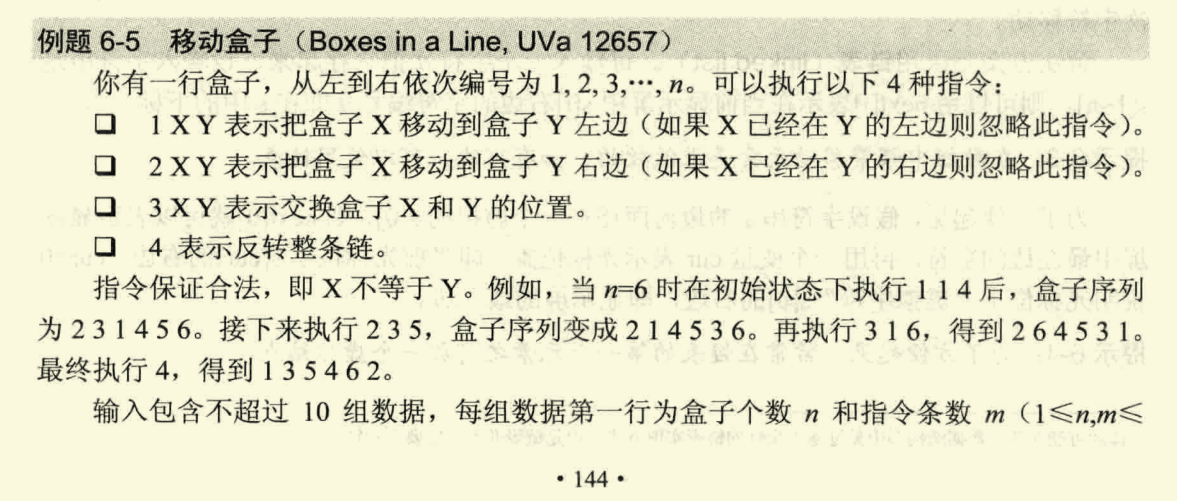 例题 6-5 移动盒子（Boxes in a Line, UVa 12657）
你有一行盒子，从左到右依次编号为 1, 2, 3,…, n。可以执行以下 4 种指令：
❑ 1 X Y 表示把盒子 X 移动到盒子 Y 左边（如果 X 已经在 Y 的左边则忽略此指令）。
❑ 2 X Y 表示把盒子 X 移动到盒子 Y 右边（如果 X 已经在 Y 的右边则忽略此指令）。
❑ 3 X Y 表示交换盒子 X 和 Y 的位置。
❑ 4 表示反转整条链。
指令保证合法，即 X 不等于 Y。例如，当 n=6 时在初始状态下执行 1 1 4 后，盒子序列
为 2 3 1 4 5 6。接下来执行 2 3 5，盒子序列变成 2 1 4 5 3 6。再执行 3 1 6，得到 2 6 4 5 3 1。
最终执行 4，得到 1 3 5 4 6 2。
输入包含不超过 10 组数据，每组数据第一行为盒子个数 n 和指令条数 m（1≤n,m≤
• 144 •